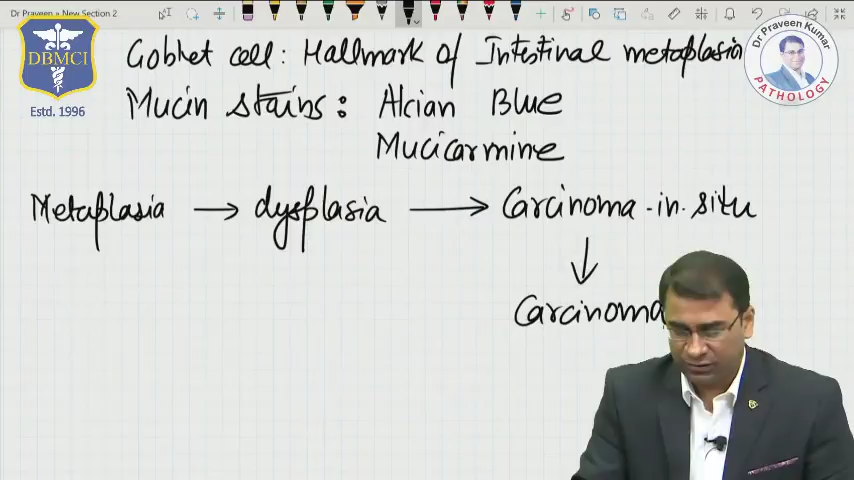 Dr Praveen » New Section 2
DBMCI
Estd. 1996
Dr Praveen Kumar
PATHOLOGY
Goblet cell : Hallmark of Intestinal metaplasia
Mucin stains : Alcian Blue
Mucicarmine
Metaplasia → dysplasia → Carcinoma-in-situ
↓
Carcinoma